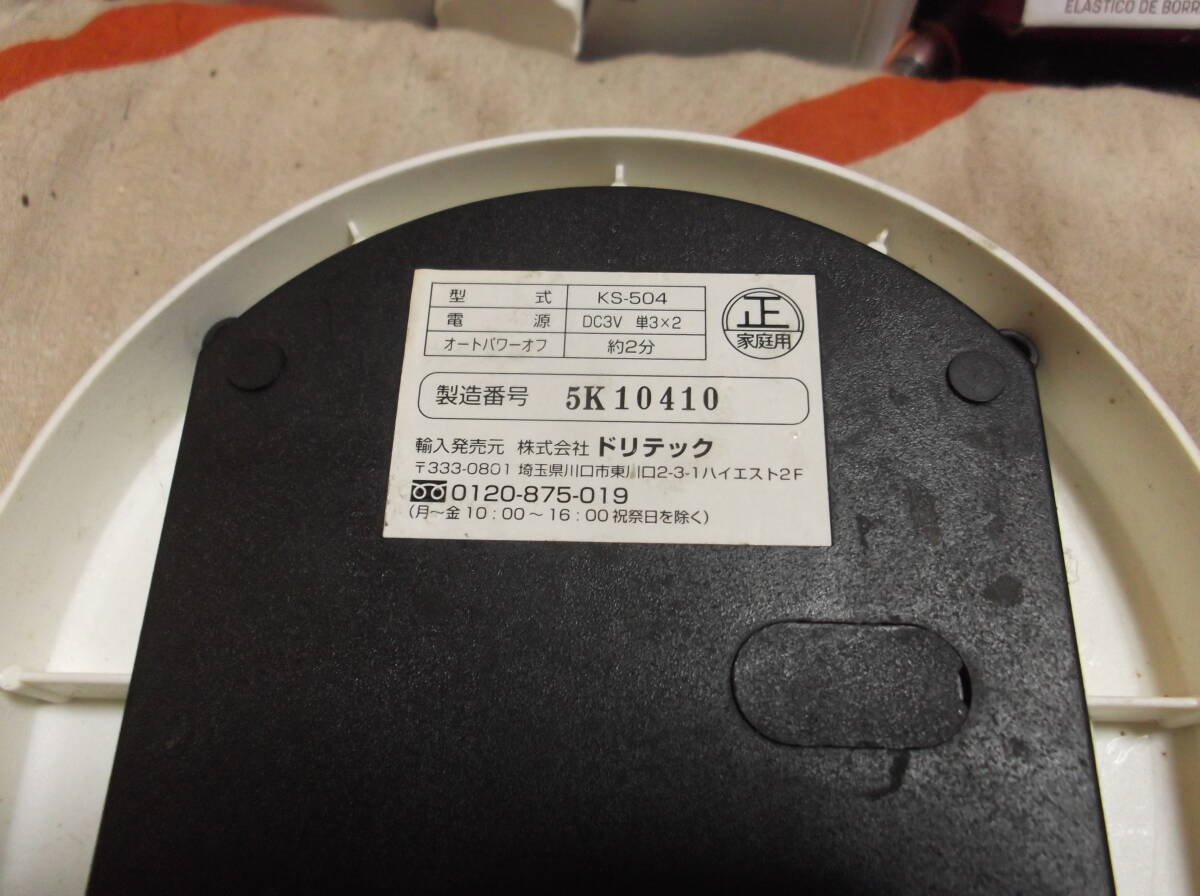 ELASTICO DE BORR
型 式 KS-504
電 源 DC3V 単3×2
オートパワーオフ 約2分
正
家庭用
製造番号 5K10410
輸入発売元 株式会社 ドリテック
〒333-0801 埼玉県川口市東川口2-3-1ハイエスト2F
0120-875-019
(月~金10:00~16:00祝祭日を除く)